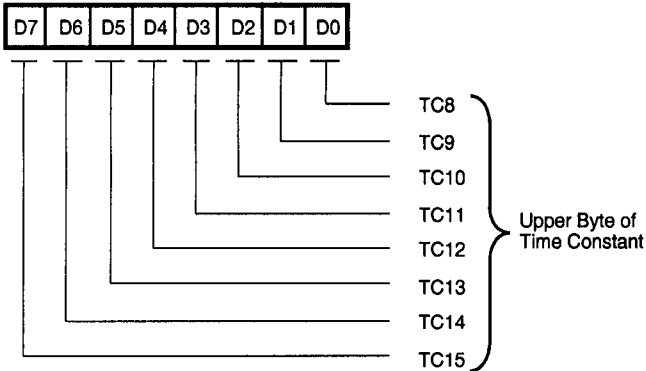 D7 D6 D5 D4 D3 D2 D1 D0
TC8
TC9
TC10
TC11
TC12
TC13
TC14
TC15
Upper Byte of
Time Constant